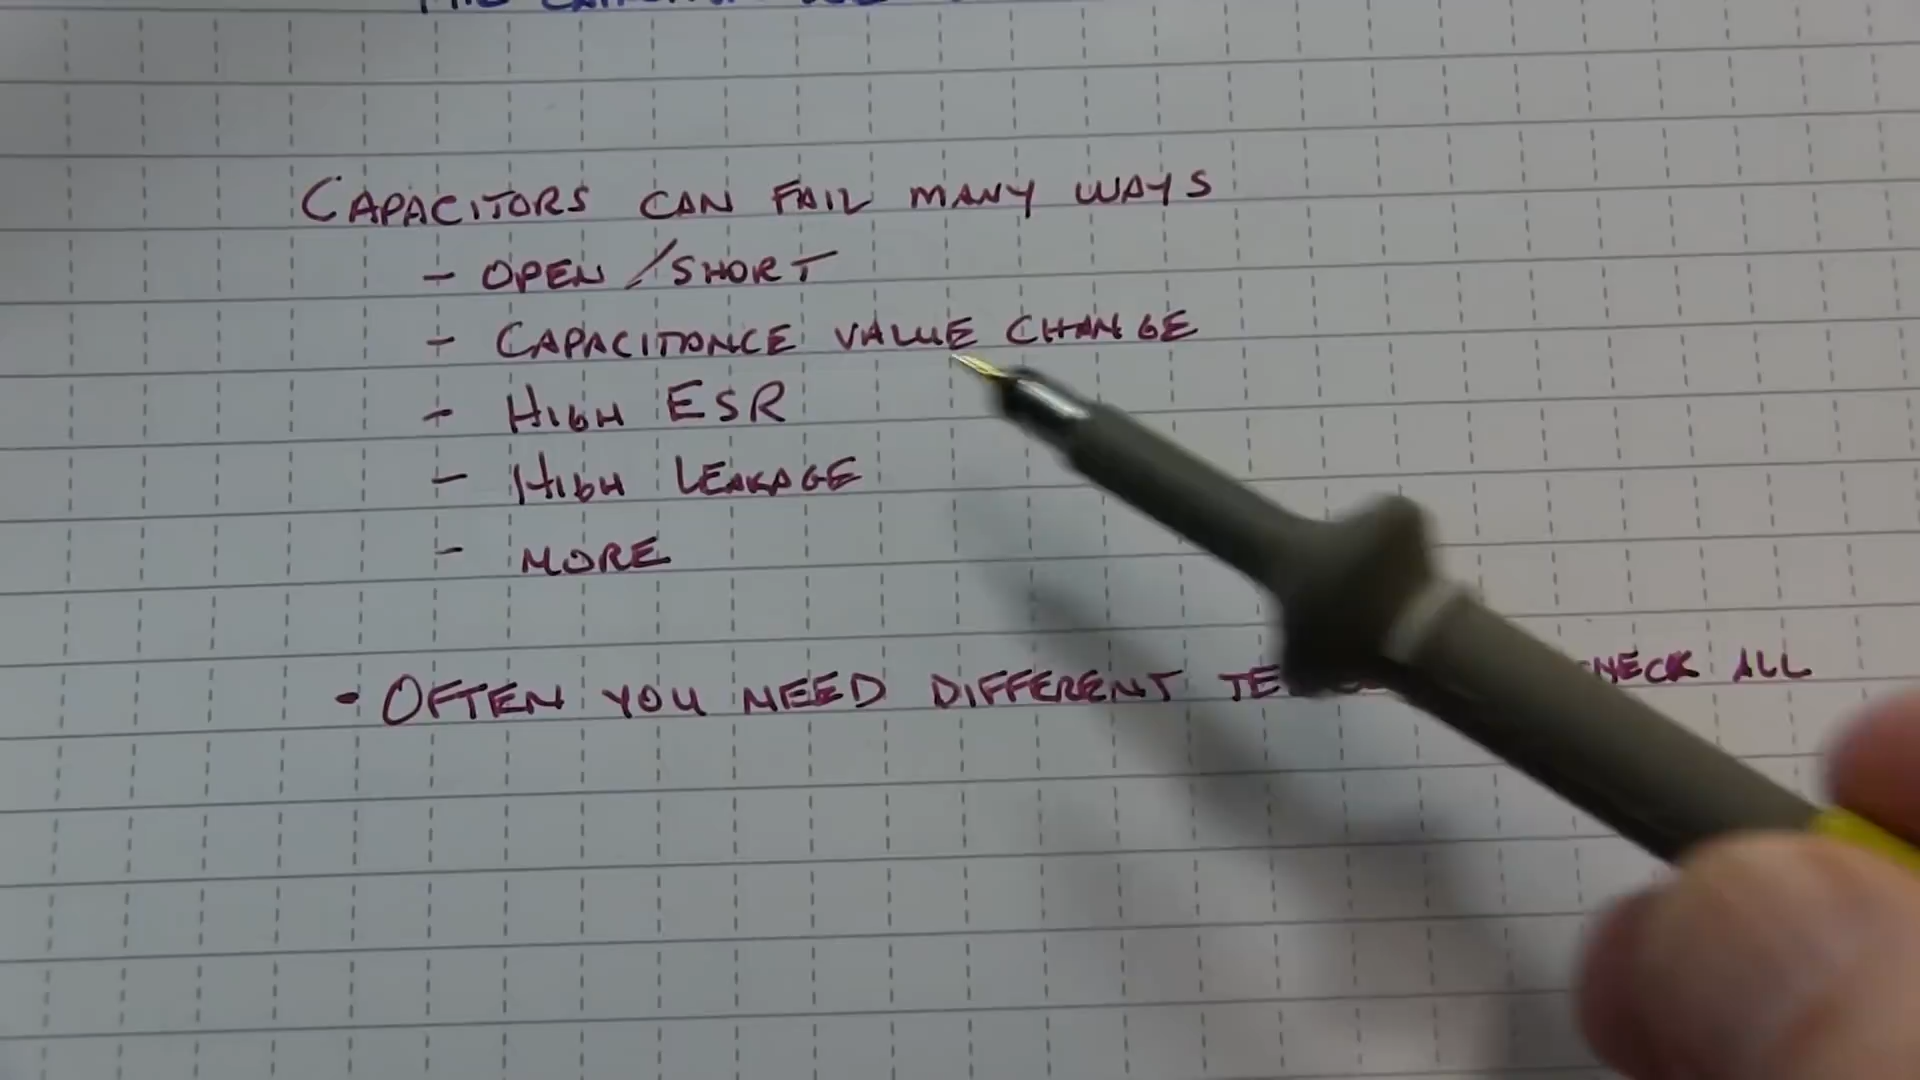 CAPACITORS CAN FAIL MANY WAYS
- OPEN / SHORT
- CAPACITANCE VALUE CHANGE
- HIGH ESR
- HIGH LEAKAGE
- MORE
• OFTEN YOU NEED DIFFERENT ALL